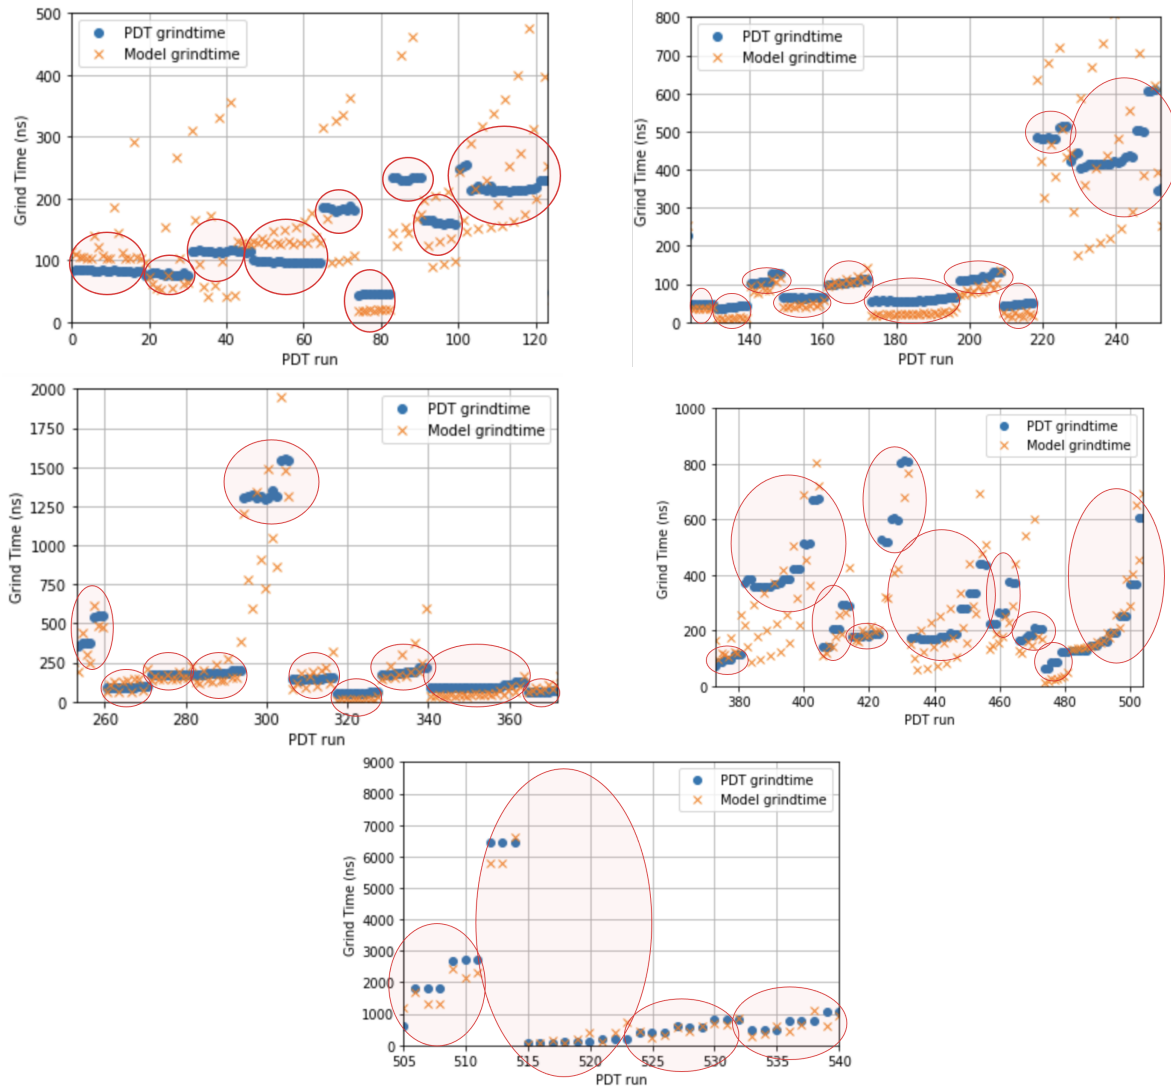 500
400
300
200
100
0
Grind Time (ns)
PDT grindtime
Model grindtime
0 20 40 60 80 100 120
PDT run
800
700
600
500
400
300
200
100
0
Grind Time (ns)
PDT grindtime
Model grindtime
140 160 180 200 220 240
PDT run
2000
1750
1500
1250
1000
750
500
250
0
Grind Time (ns)
PDT grindtime
Model grindtime
260 280 300 320 340 360
PDT run
1000
800
600
400
200
0
Grind Time (ns)
PDT grindtime
Model grindtime
380 400 420 440 460 480 500
PDT run
9000
8000
7000
6000
5000
4000
3000
2000
1000
0
Grind Time (ns)
PDT grindtime
Model grindtime
505 510 515 520 525 530 535 540
PDT run